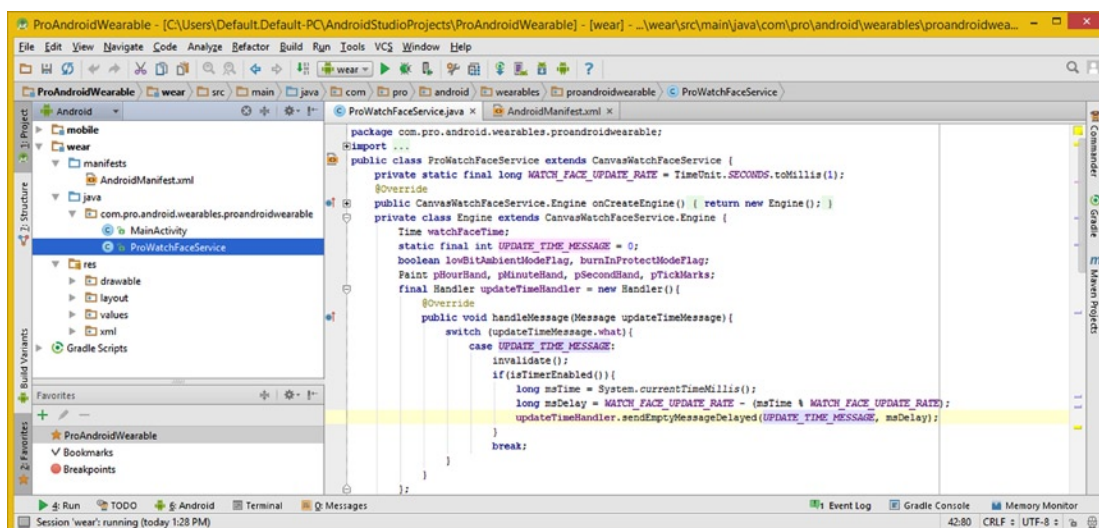 ProAndroidWearable - [C:\Users\Default.Default-PC\AndroidStudioProjects\ProAndroidWearable] - [wear] - ...\wear\src\main\java\com\pro\android\wearables\proandroidwea...
File Edit View Navigate Code Analyze Refactor Build Run Tools VCS Window Help
wear
ProAndroidWearable wear src main java com pro android wearables proandroidwearable ProWatchFaceService
1: Project
7: Structure
Build Variants
2: Favorites
Android
mobile
wear
manifests
AndroidManifest.xml
java
com.pro.android.wearables.proandroidwearable
MainActivity
ProWatchFaceService
res
drawable
layout
values
xml
Gradle Scripts
Favorites
ProAndroidWearable
Bookmarks
Breakpoints
ProWatchFaceService.java × AndroidManifest.xml ×
package com.pro.android.wearables.proandroidwearable;
import ...
public class ProWatchFaceService extends CanvasWatchFaceService {
private static final long WATCH_FACE_UPDATE_RATE = TimeUnit.SECONDS.toMillis(1);
@Override
public CanvasWatchFaceService.Engine onCreateEngine() { return new Engine(); }
private class Engine extends CanvasWatchFaceService.Engine {
Time watchFaceTime;
static final int UPDATE_TIME_MESSAGE = 0;
boolean lowBitAmbientModeFlag, burnInProtectModeFlag;
Paint pHourHand, pMinuteHand, pSecondHand, pTickMarks;
final Handler updateTimeHandler = new Handler(){
@Override
public void handleMessage(Message updateTimeMessage){
switch (updateTimeMessage.what){
case UPDATE_TIME_MESSAGE:
invalidate();
if(isTimerEnabled()){
long msTime = System.currentTimeMillis();
long msDelay = WATCH_FACE_UPDATE_RATE - (msTime % WATCH_FACE_UPDATE_RATE);
updateTimeHandler.sendEmptyMessageDelayed(UPDATE_TIME_MESSAGE, msDelay);
}
break;
}
}
};
Commander
Gradle
Maven Projects
4: Run TODO 6: Android Terminal 0: Messages 1 Event Log Gradle Console Memory Monitor
Session 'wear': running (today 1:28 PM) 42:80 CRLF UTF-8